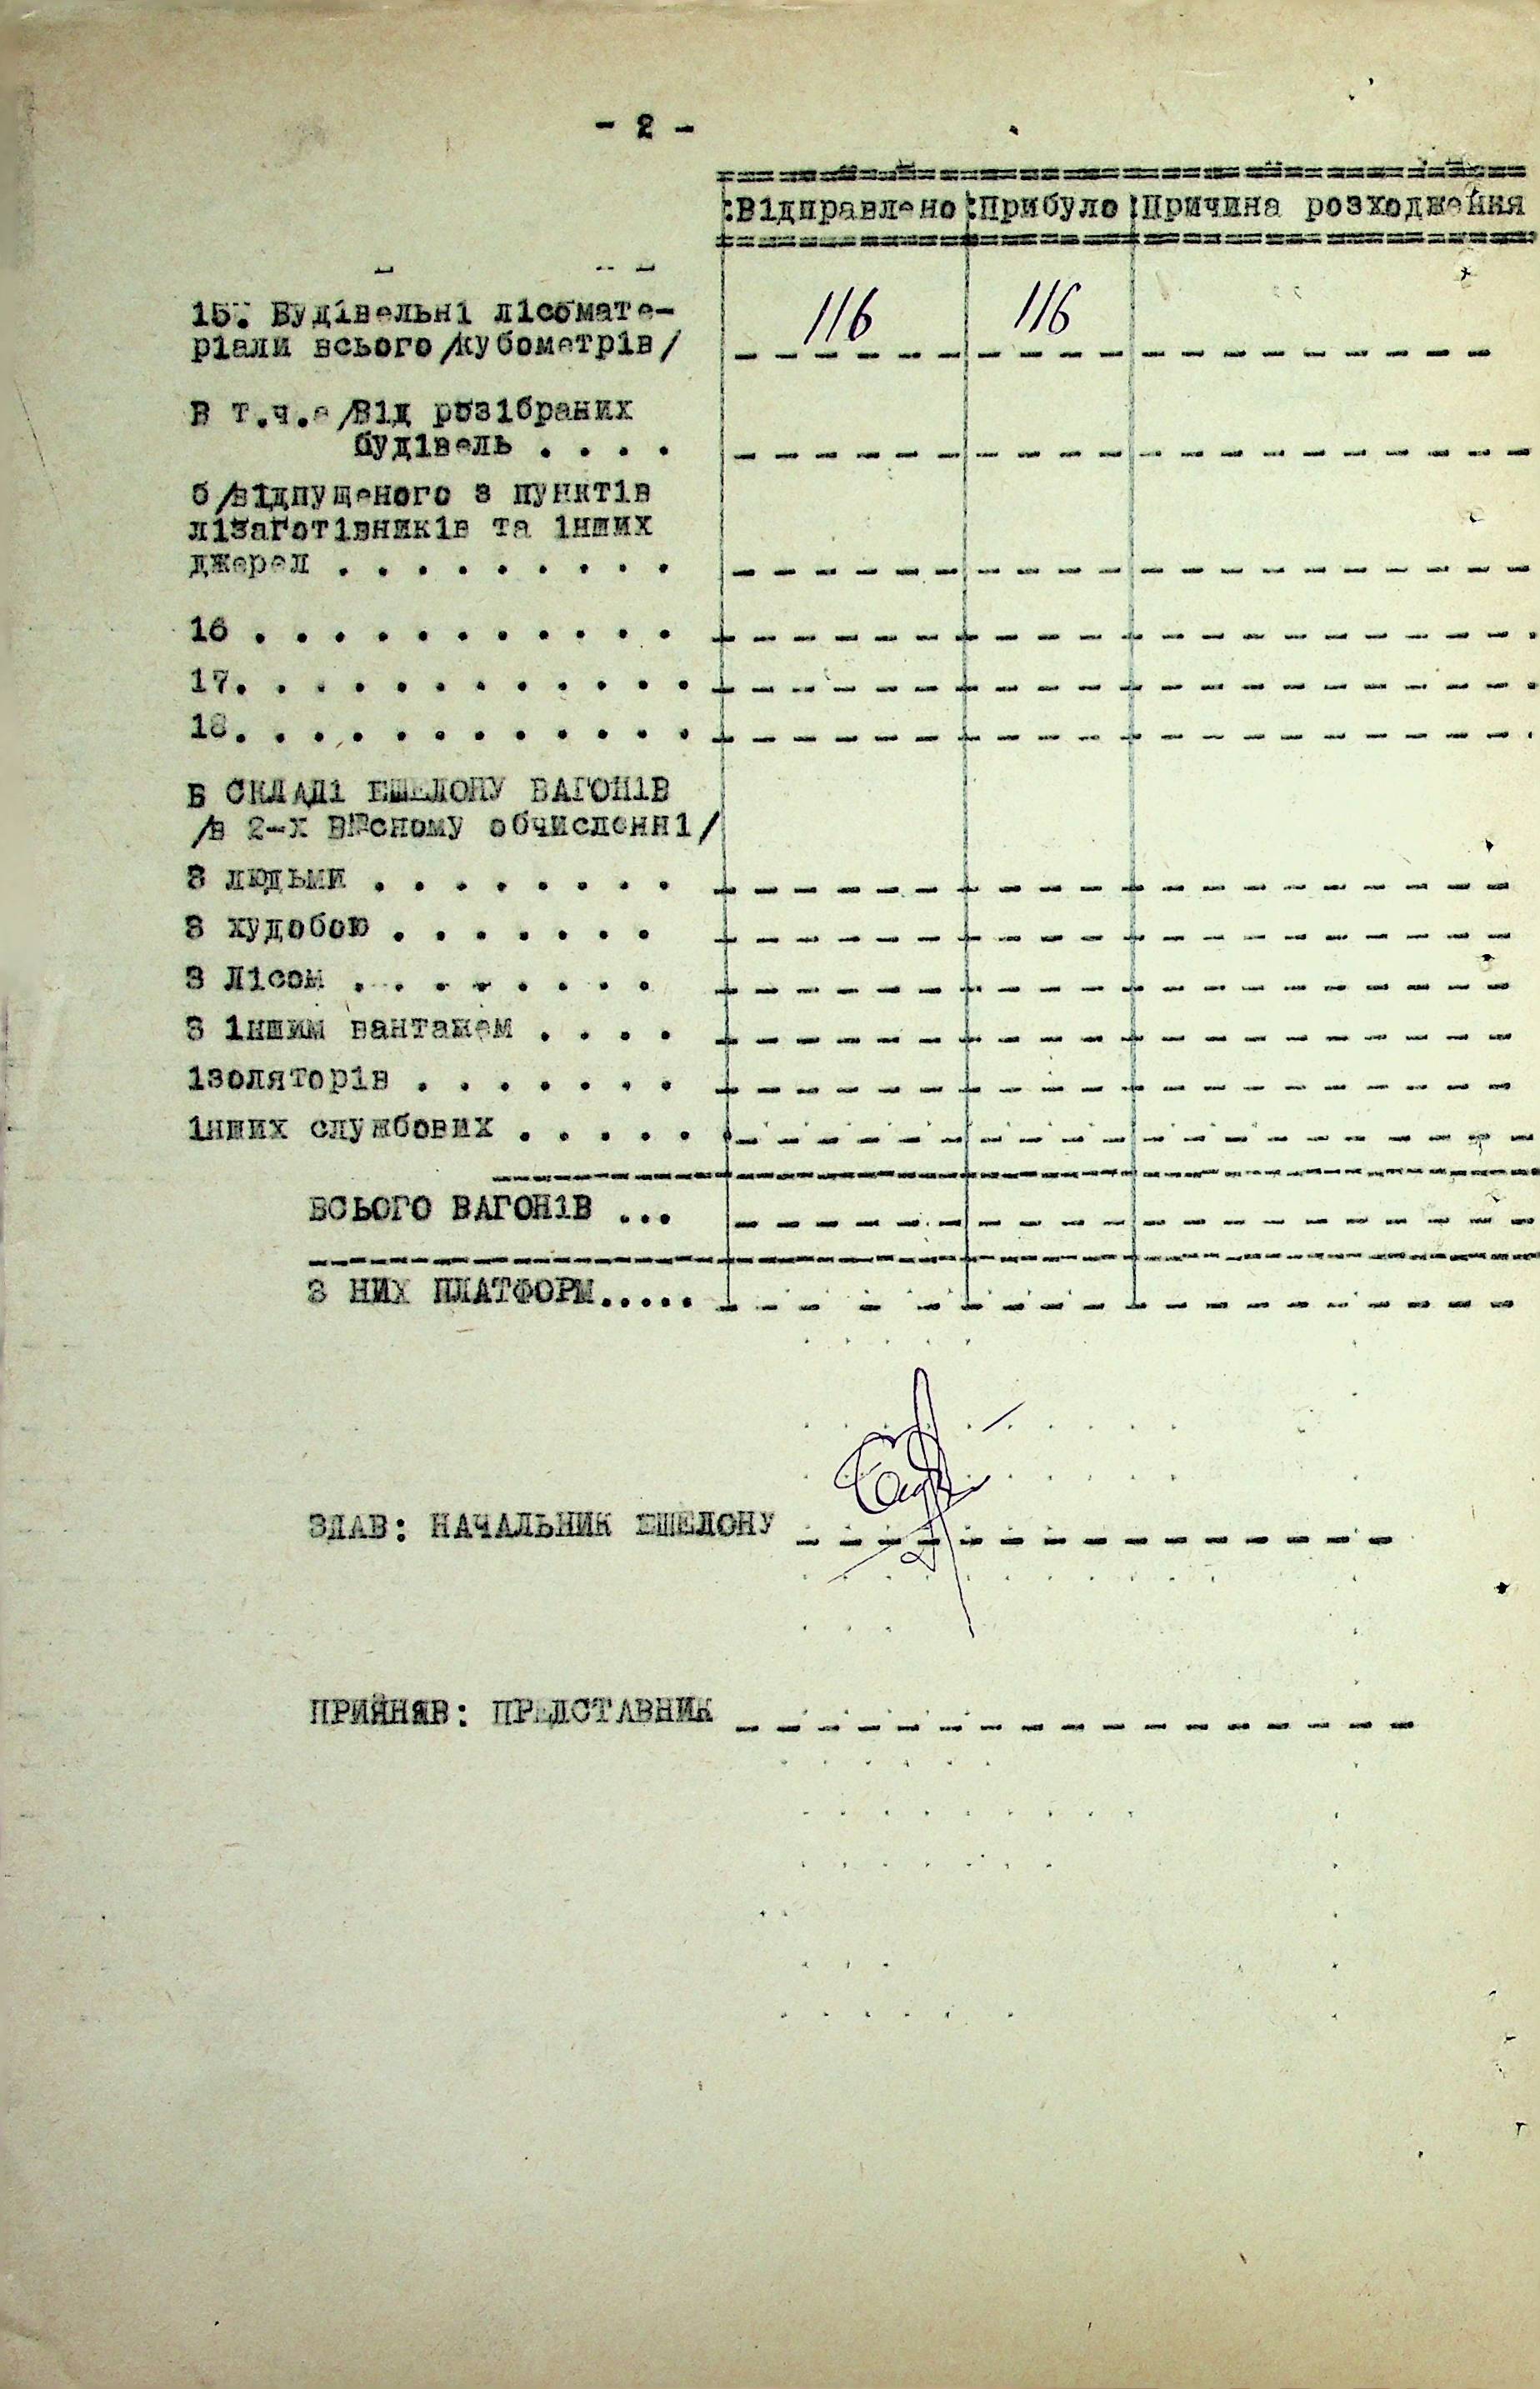 - 2 -
:Відправлено:Прибуло:Причина розходження
15. Будівельні лісомате-
ріали всього/кубометрів/ 116 116
В т.ч.а/Від розібраних
будівель . . . .
б/відпущеного з пунктів
лізаготівників та інших
джерел . . . . . . . . .
16 . . . . . . . . . . .
17. . . . . . . . . . . .
18. . . . . . . . . . . .
В СКЛАДІ ЕШЕЛОНУ ВАГОНІВ
/в 2-х вісному обчисленні/
З людьми . . . . . . . .
З худобою . . . . . . .
З Лісом . . . . . . . .
З іншим вантажем . . . .
ізоляторів . . . . . . .
інших службових . . . . .
ВСЬОГО ВАГОНІВ ...
З НИХ ПЛАТФОРМ.....
ЗДАВ: НАЧАЛЬНИК ЕШЕЛОНУ
ПРИЙНЯВ: ПРЕДСТАВНИК